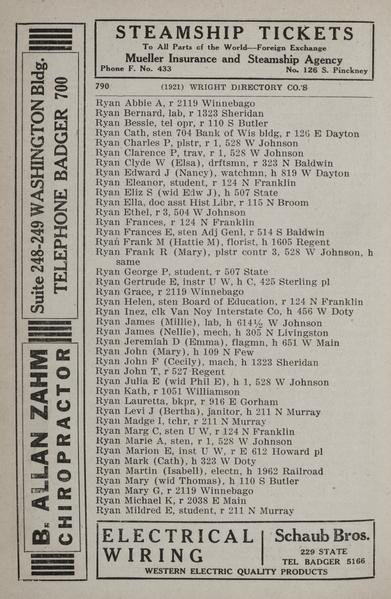 STEAMSHIP TICKETS
To All Parts of the World—Foreign Exchange
Mueller Insurance and Steamship Agency
Phone F. No. 433 No. 126 S. Pinckney
790 (1921) WRIGHT DIRECTORY CO.'S
Ryan Abbie A, r 2119 Winnebago
Ryan Bernard, lab, r 1323 Sheridan
Ryan Bessie, tel opr, r 110 S Butler
Ryan Cath, sten 704 Bank of Wis bldg, r 126 E Dayton
Ryan Charles P, plstr, r 1, 528 W Johnson
Ryan Clarence P, trav, r 1, 528 W Johnson
Ryan Clyde W (Elsa), drftsmn, r 323 N Baldwin
Ryan Edward J (Nancy), watchmn, h 819 W Dayton
Ryan Eleanor, student, r 124 N Franklin
Ryan Eliz S (wid Edw J), h 507 State
Ryan Ella, doc asst Hist Libr, r 115 N Broom
Ryan Ethel, r 3, 504 W Johnson
Ryan Frances, r 124 N Franklin
Ryan Frances E, sten Adj Genl, r 514 S Baldwin
Ryan Frank M (Hattie M), florist, h 1605 Regent
Ryan Frank R (Mary), plstr contr 3, 528 W Johnson, h
same
Ryan George P, student, r 507 State
Ryan Gertrude E, instr U W, h C, 425 Sterling pl
Ryan Grace, r 2119 Winnebago
Ryan Helen, sten Board of Education, r 124 N Franklin
Ryan Inez, clk Van Noy Interstate Co, h 456 W Doty
Ryan James (Millie), lab, h 614½ W Johnson
Ryan James (Nellie), mech, h 305 N Livingston
Ryan Jeremiah D (Emma), flagmn, h 651 W Main
Ryan John (Mary), h 109 N Few
Ryan John F (Cecily), mach, h 1323 Sheridan
Ryan John T, r 527 Regent
Ryan Julia E (wid Phil E), h 1, 528 W Johnson
Ryan Kath, r 1051 Williamson
Ryan Lauretta, bkpr, r 916 E Gorham
Ryan Levi J (Bertha), janitor, h 211 N Murray
Ryan Madge I, tchr, r 211 N Murray
Ryan Marg C, sten U W, r 124 N Franklin
Ryan Marie A, sten, r 1, 528 W Johnson
Ryan Marion E, inst U W, r E 612 Howard pl
Ryan Mark (Cath), h 323 W Doty
Ryan Martin (Isabell), electn, h 1962 Railroad
Ryan Mary (wid Thomas), h 110 S Butler
Ryan Mary G, r 2119 Winnebago
Ryan Michael K, r 2038 E Main
Ryan Mildred E, student, r 211 N Murray
B. ALLAN ZAHM
CHIROPRACTOR
Suite 248-249 WASHINGTON Bldg.
TELEPHONE BADGER 700
ELECTRICAL
WIRING
Schaub Bros.
229 STATE
TEL BADGER 5166
WESTERN ELECTRIC QUALITY PRODUCTS